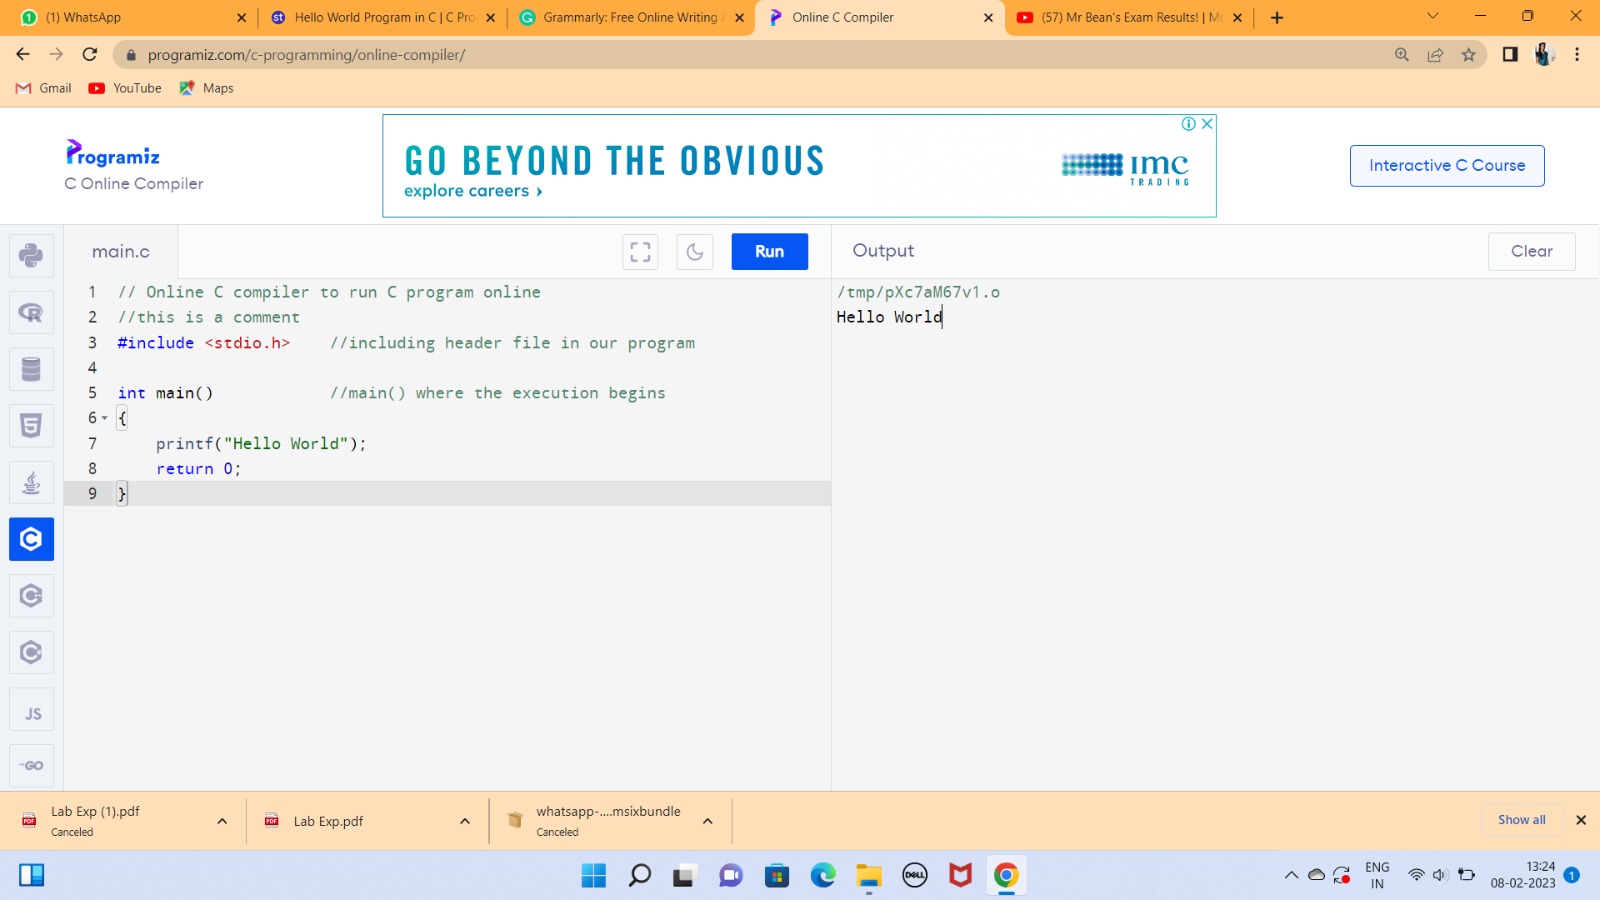 (1) WhatsApp
Hello World Program in C | C Pro
Grammarly: Free Online Writing
Online C Compiler
(57) Mr Bean's Exam Results! | M
programiz.com/c-programming/online-compiler/
Gmail
YouTube
Maps
Programiz
C Online Compiler
GO BEYOND THE OBVIOUS
explore careers ›
IMC
TRADING
Interactive C Course
main.c
Run
Output
Clear
1 // Online C compiler to run C program online
2 //this is a comment
3 #include <stdio.h> //including header file in our program
4
5 int main() //main() where the execution begins
6 {
7 printf("Hello World");
8 return 0;
9 }
/tmp/pXc7aM67v1.o
Hello World
JS
GO
Lab Exp (1).pdf
Canceled
Lab Exp.pdf
whatsapp-....msixbundle
Canceled
Show all
DELL
ENG
IN
13:24
08-02-2023
1